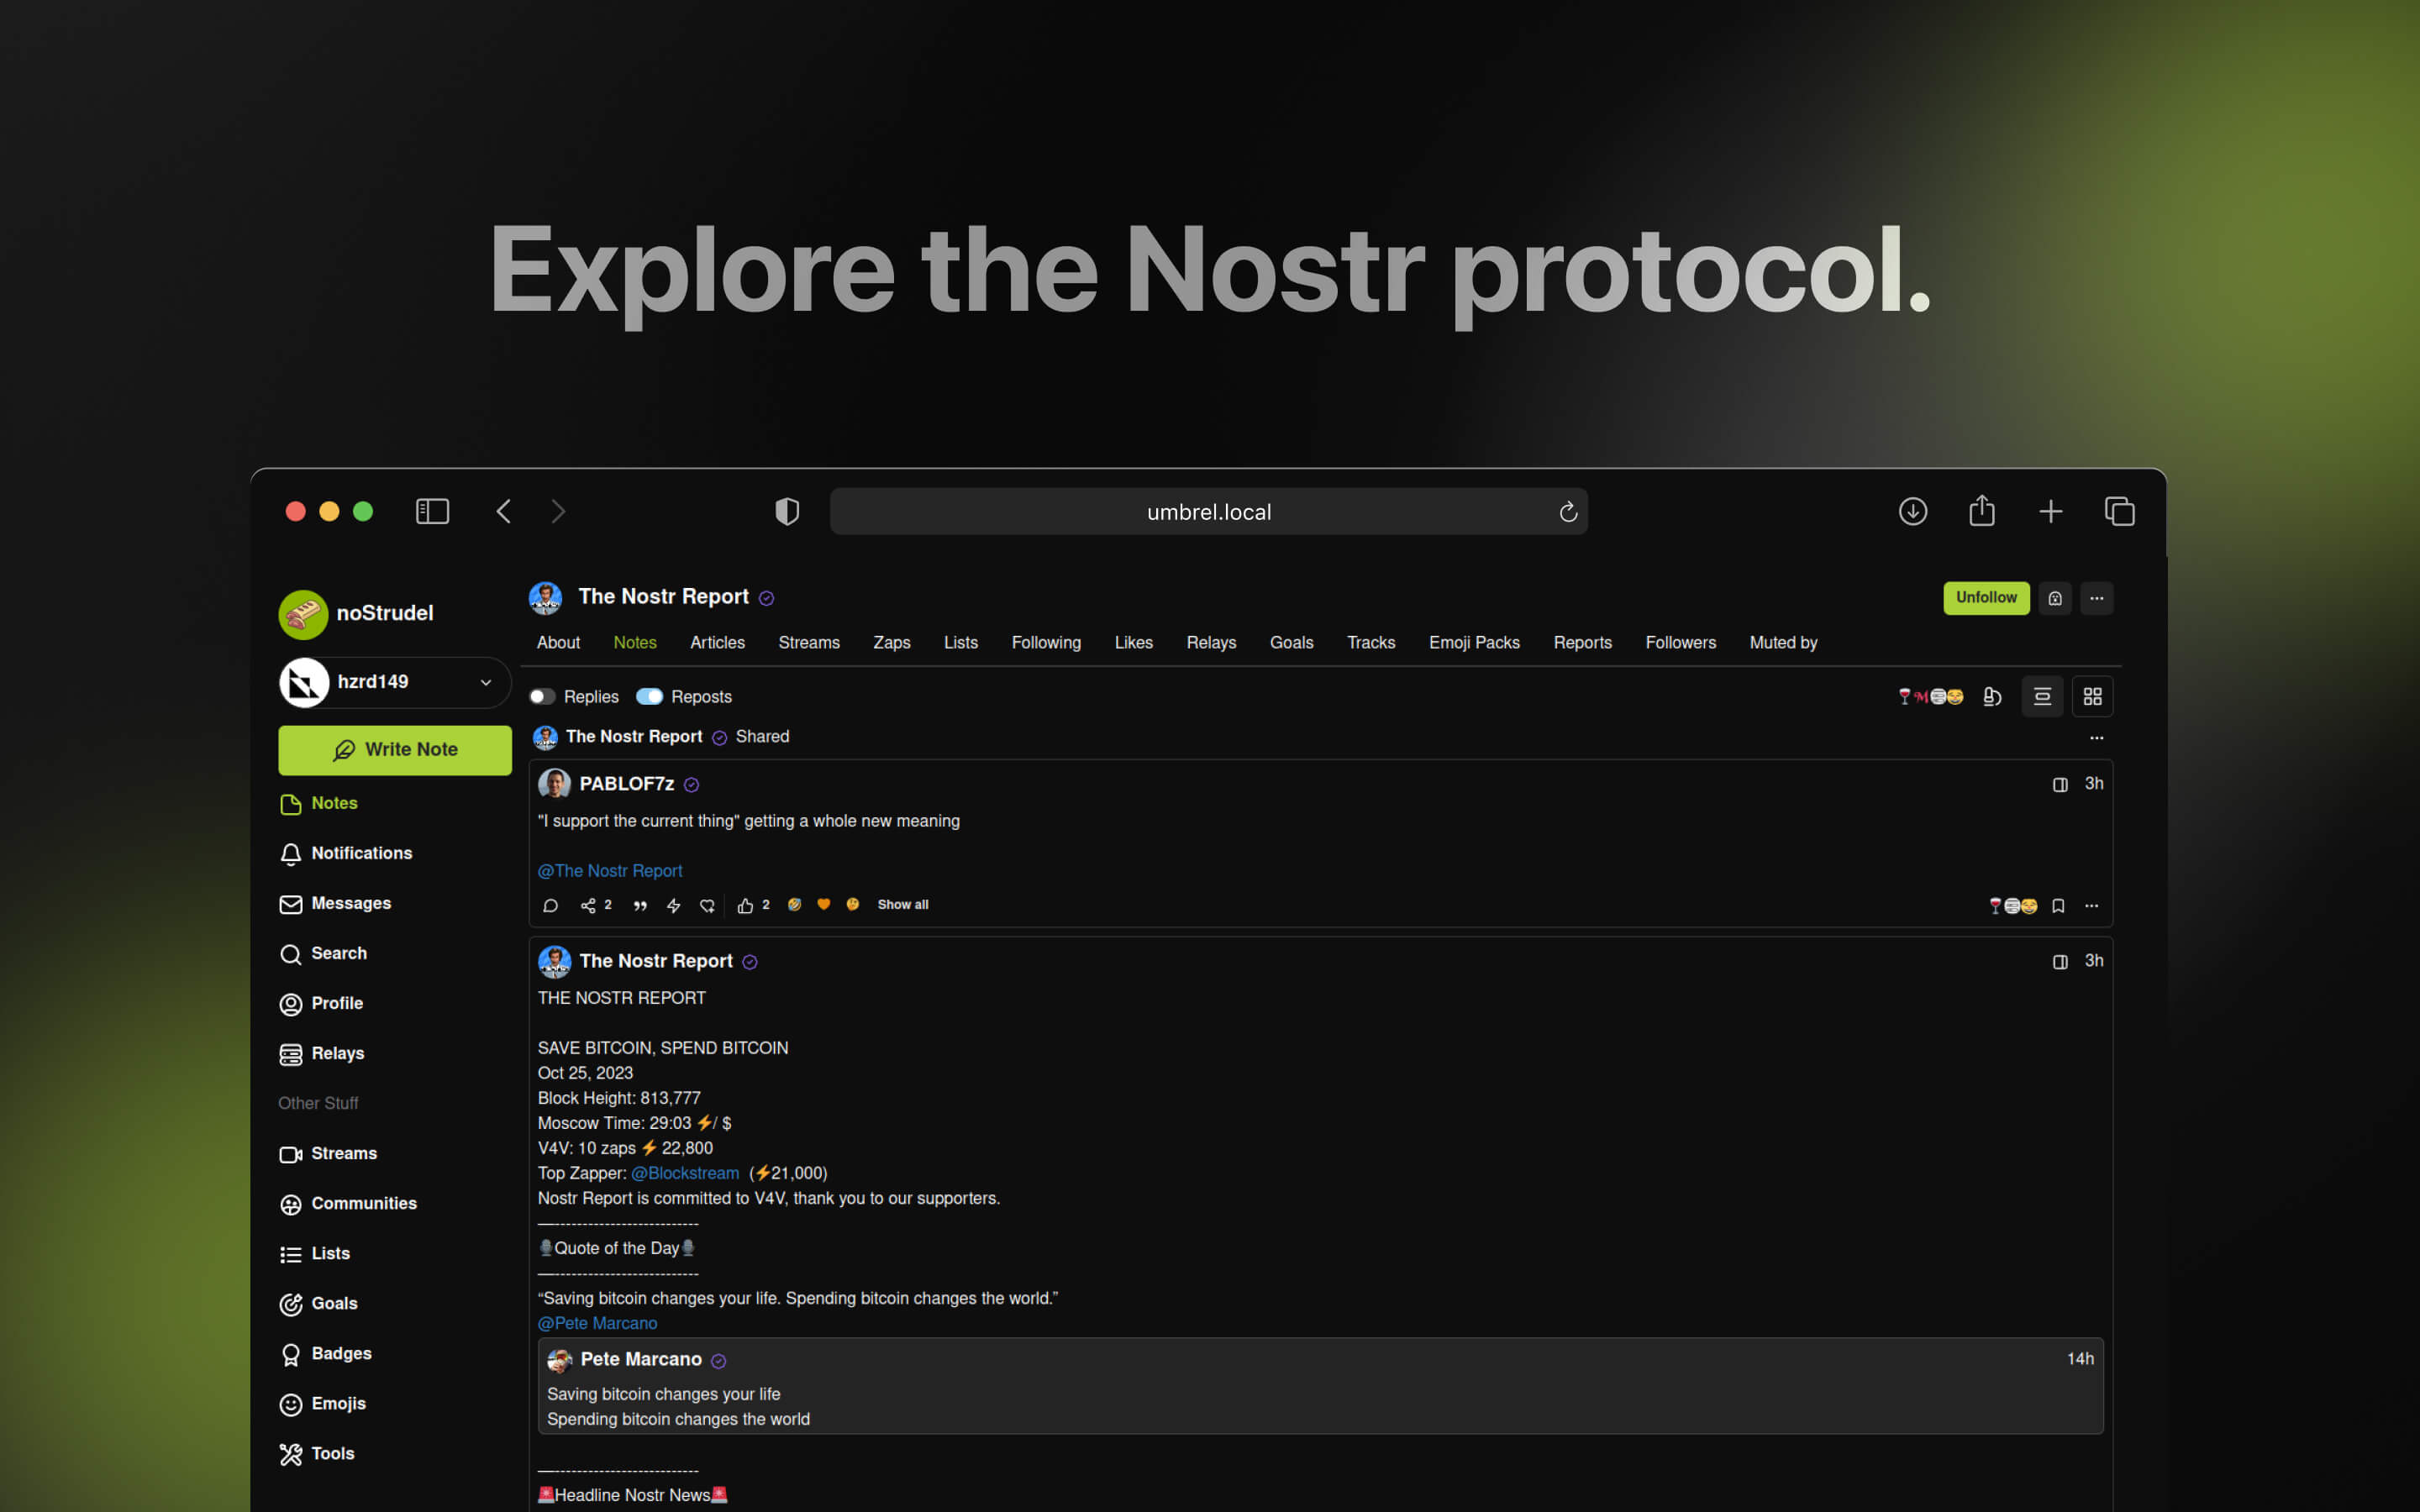 Explore the Nostr protocol.
umbrel.local
noStrudel
hzrd149
Write Note
Notes
Notifications
Messages
Search
Profile
Relays
Other Stuff
Streams
Communities
Lists
Goals
Badges
Emojis
Tools
The Nostr Report
Unfollow
About Notes Articles Streams Zaps Lists Following Likes Relays Goals Tracks Emoji Packs Reports Followers Muted by
Replies Reposts
The Nostr Report Shared
PABLOF7z 3h
"I support the current thing" getting a whole new meaning
@The Nostr Report
2 2 Show all
The Nostr Report 3h
THE NOSTR REPORT
SAVE BITCOIN, SPEND BITCOIN
Oct 25, 2023
Block Height: 813,777
Moscow Time: 29:03 ⚡/ $
V4V: 10 zaps ⚡ 22,800
Top Zapper: @Blockstream (⚡21,000)
Nostr Report is committed to V4V, thank you to our supporters.
—--------------------------
🎙️Quote of the Day🎙️
—--------------------------
“Saving bitcoin changes your life. Spending bitcoin changes the world.”
@Pete Marcano
Pete Marcano 14h
Saving bitcoin changes your life
Spending bitcoin changes the world
—--------------------------
🚨Headline Nostr News🚨